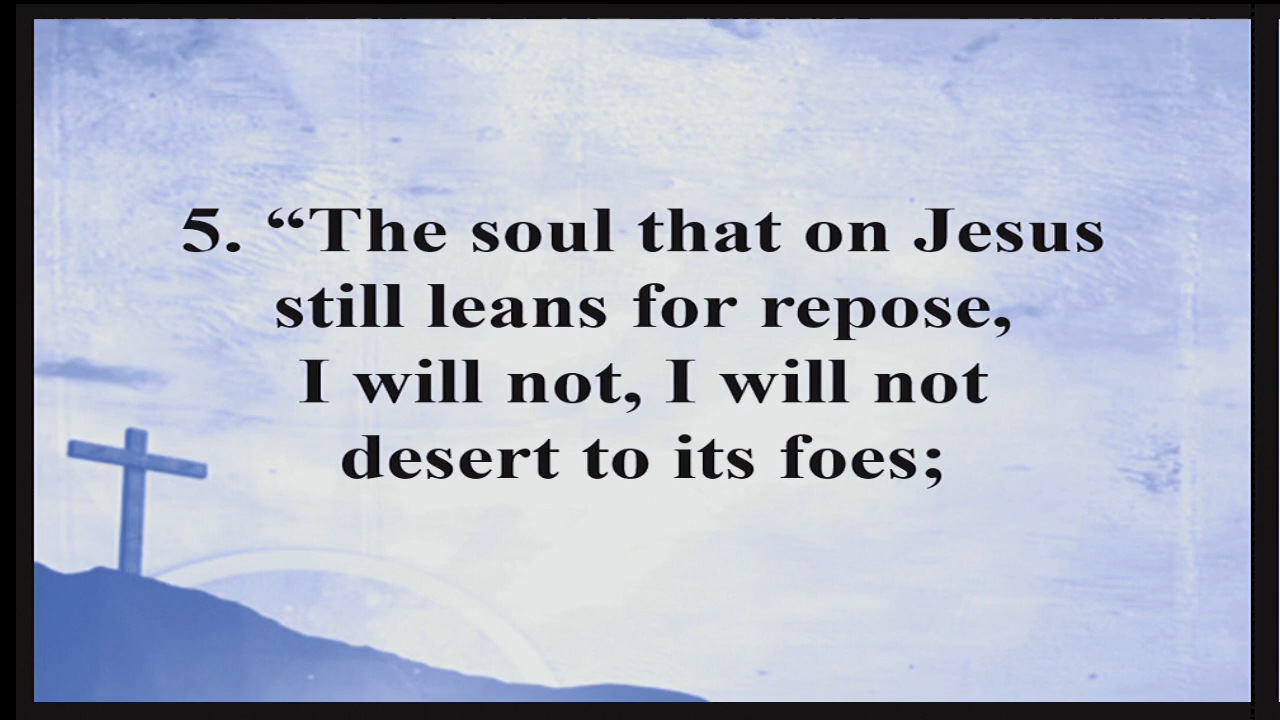 5. “The soul that on Jesus
still leans for repose,
I will not, I will not
desert to its foes;